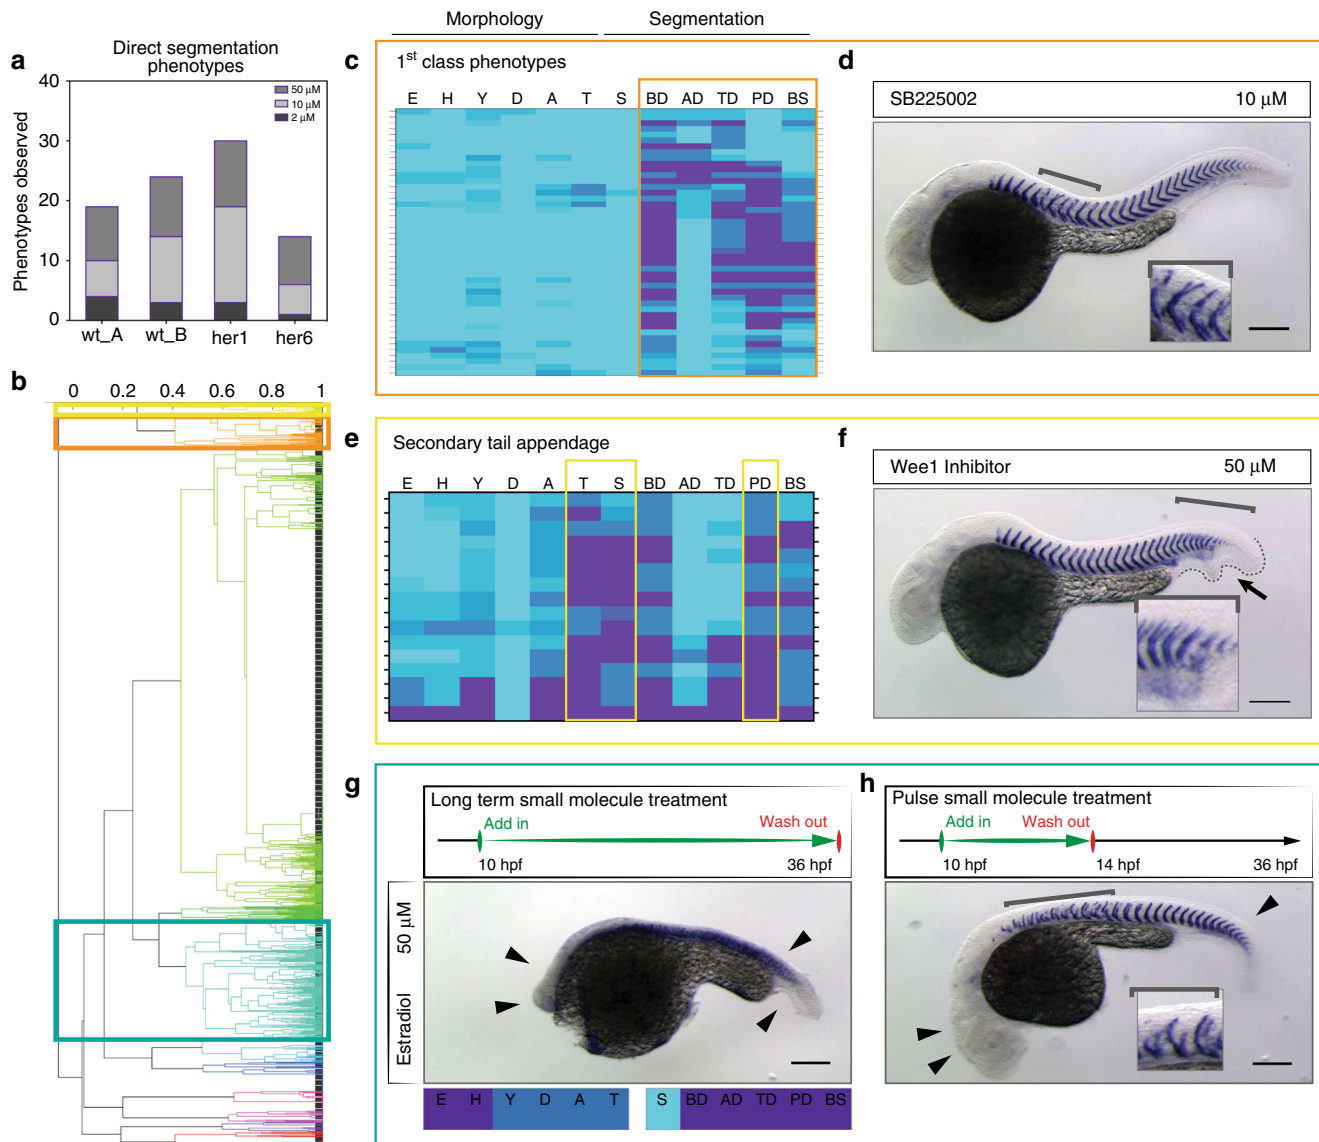 Morphology
Segmentation
a
Direct segmentation
phenotypes
Phenotypes observed
40
30
20
10
0
50 µM
10 µM
2 µM
wt_A
wt_B
her1
her6
b
0
0.2
0.4
0.6
0.8
1
c
1st class phenotypes
E H Y D A T S BD AD TD PD BS
d
SB225002
10 µM
e
Secondary tail appendage
E H Y D A T S BD AD TD PD BS
f
Wee1 Inhibitor
50 µM
g
Long term small molecule treatment
Add in
Wash out
10 hpf
36 hpf
Estradiol
50 µM
E H Y D A T S BD AD TD PD BS
h
Pulse small molecule treatment
Add in
Wash out
10 hpf
14 hpf
36 hpf